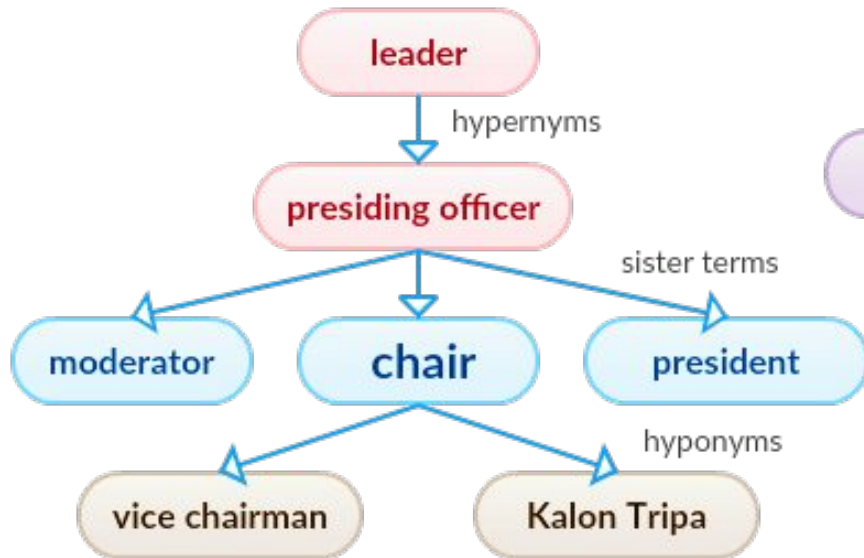 leader
hypernyms
presiding officer
sister terms
moderator
chair
president
hyponyms
vice chairman
Kalon Tripa